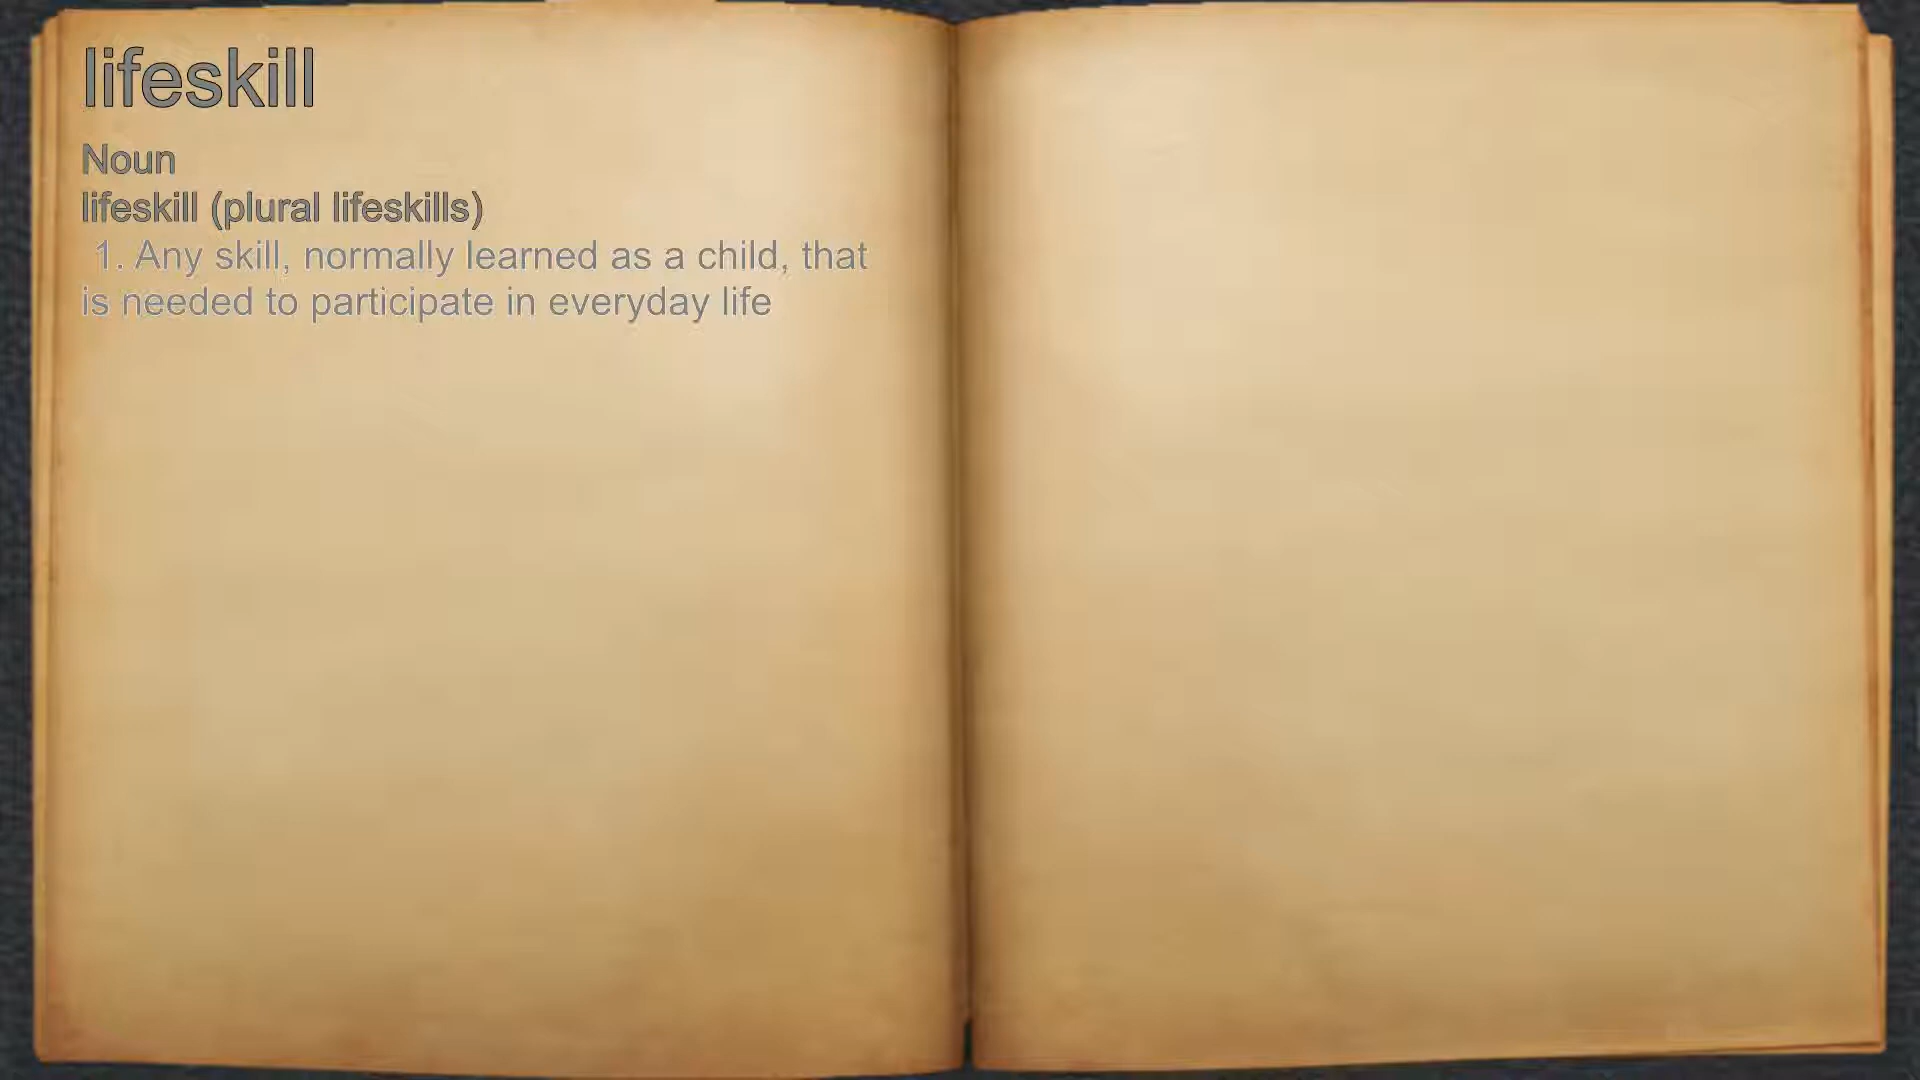 lifeskill
Noun
lifeskill (plural lifeskills)
1. Any skill, normally learned as a child, that
is needed to participate in everyday life